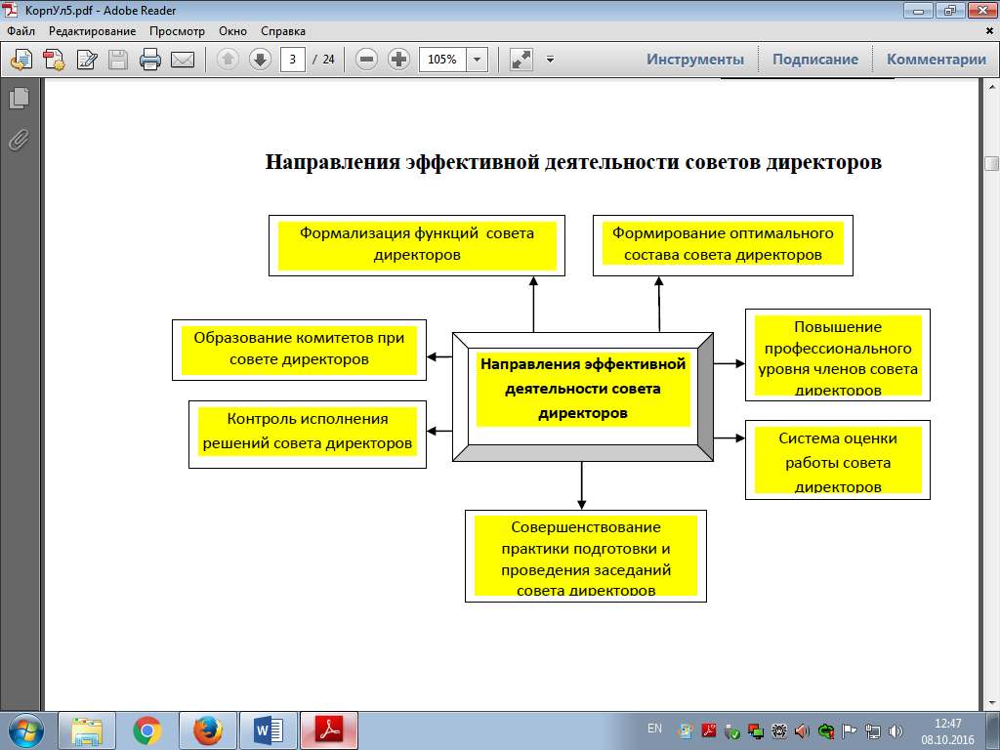 КорпУл5.pdf - Adobe Reader
Файл Редактирование Просмотр Окно Справка
3 / 24 105% Инструменты Подписание Комментарии
Направления эффективной деятельности советов директоров
Формализация функций совета
директоров
Формирование оптимального
состава совета директоров
Образование комитетов при
совете директоров
Повышение
профессионального
уровня членов совета
директоров
Направления эффективной
деятельности совета
директоров
Контроль исполнения
решений совета директоров
Система оценки
работы совета
директоров
Совершенствование
практики подготовки и
проведения заседаний
совета директоров
EN
12:47
08.10.2016